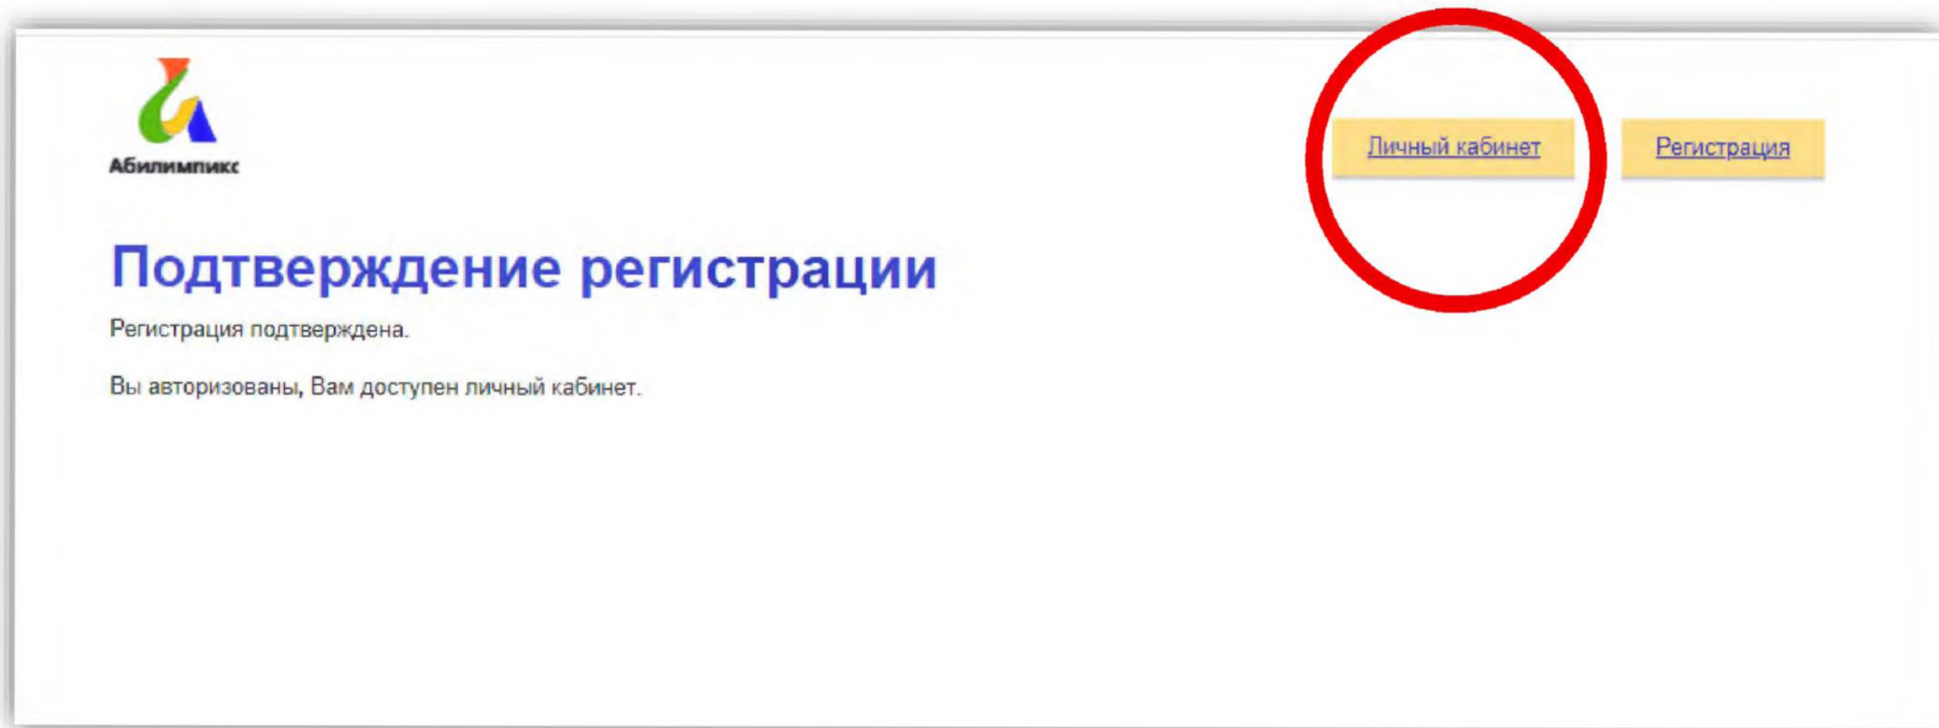 Абилимпикс
Личный кабинет
Регистрация
Подтверждение регистрации
Регистрация подтверждена.
Вы авторизованы, Вам доступен личный кабинет.